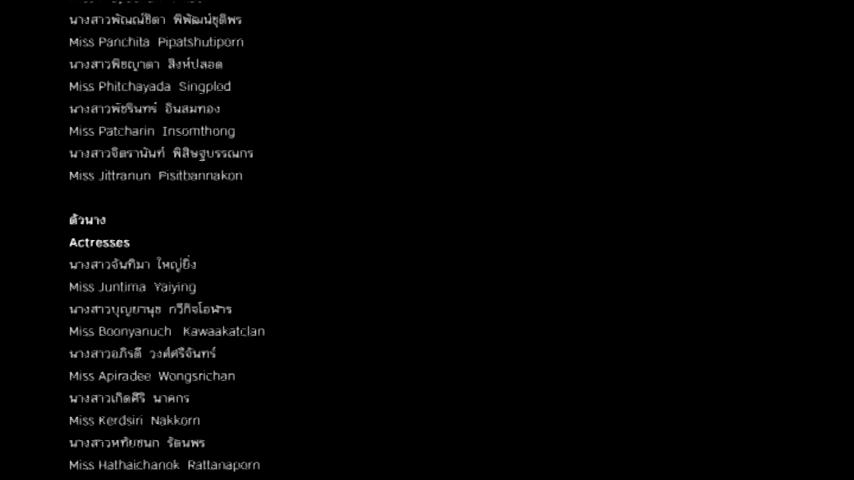 นางสาวพัณณ์ชิตา พิพัฒน์ชุติพร
Miss Panchita Pipatshutiporn
นางสาวพิชญาดา สิงห์ปลอด
Miss Phitchayada Singplod
นางสาวพัชรินทร์ อินสมทอง
Miss Patcharin Insomthong
นางสาวจิตรานันท์ พิสิษฐบรรณกร
Miss Jittranun Pisitbannakon
ตัวนาง
Actresses
นางสาวจันทิมา ใหญ่ยิ่ง
Miss Juntima Yaiying
นางสาวบุญยานุช กวีกิจโอฬาร
Miss Boonyanuch Kawaakatclan
นางสาวอภิรดี วงศ์ศรีจันทร์
Miss Apiradee Wongsrichan
นางสาวเกิดศิริ นาคกร
Miss Kerdsiri Nakkorn
นางสาวหทัยชนก รัตนพร
Miss Hathaichanok Rattanaporn